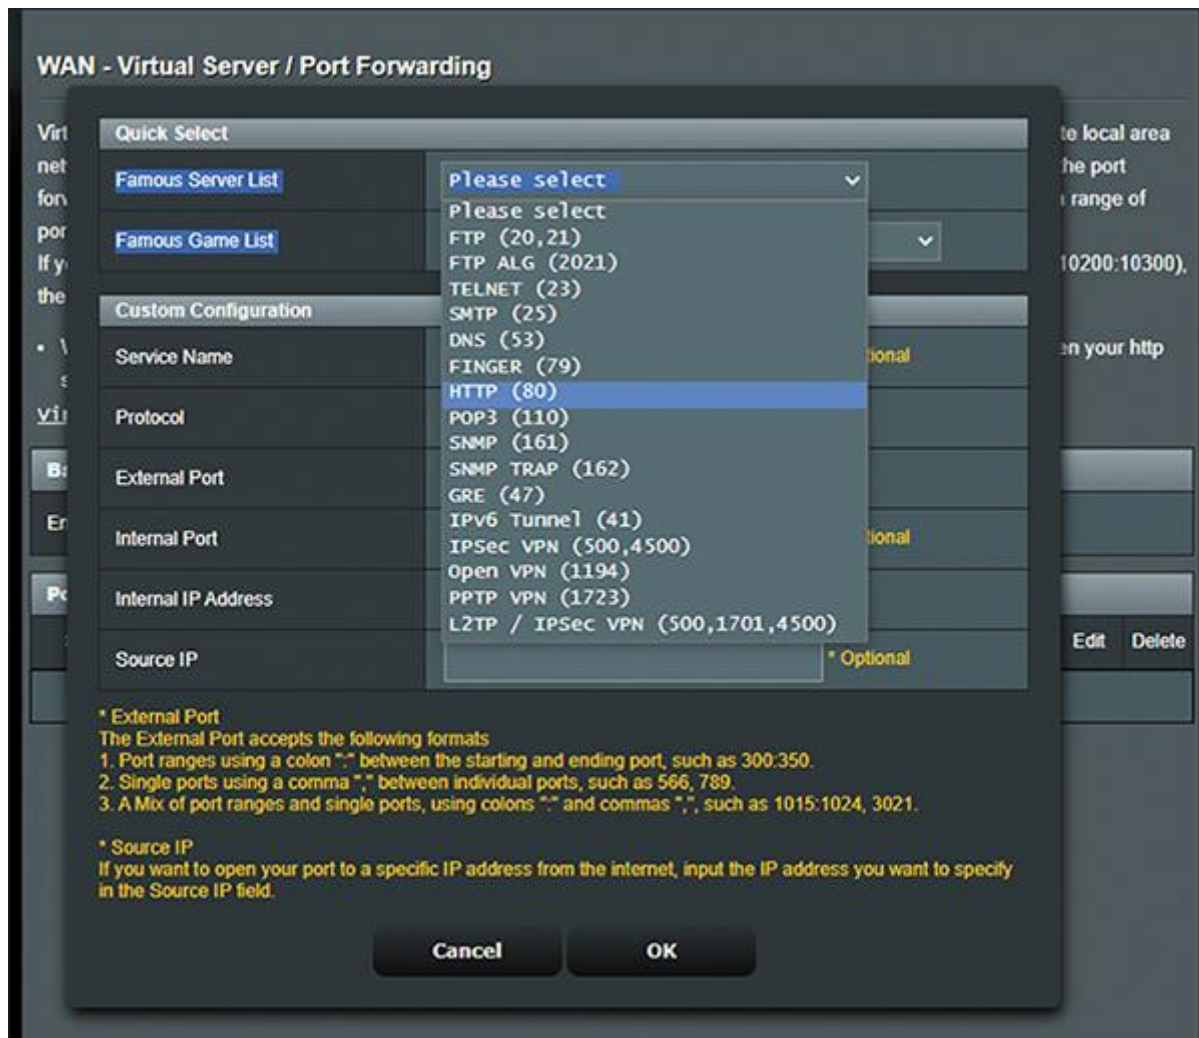 WAN - Virtual Server / Port Forwarding
te local area
he port
range of
10200:10300),
the
en your http
Quick Select
Famous Server List
Please select
Famous Game List
Please select
FTP (20,21)
FTP ALG (2021)
TELNET (23)
SMTP (25)
DNS (53)
FINGER (79)
HTTP (80)
POP3 (110)
SNMP (161)
SNMP TRAP (162)
GRE (47)
IPv6 Tunnel (41)
IPSec VPN (500,4500)
Open VPN (1194)
PPTP VPN (1723)
L2TP / IPSec VPN (500,1701,4500)
Custom Configuration
Service Name
Protocol
External Port
Internal Port
Internal IP Address
Source IP
* Optional
Edit Delete
* External Port
The External Port accepts the following formats
1. Port ranges using a colon ":" between the starting and ending port, such as 300:350.
2. Single ports using a comma "," between individual ports, such as 566, 789.
3. A Mix of port ranges and single ports, using colons ":" and commas ",", such as 1015:1024, 3021.
* Source IP
If you want to open your port to a specific IP address from the internet, input the IP address you want to specify
in the Source IP field.
Cancel
OK